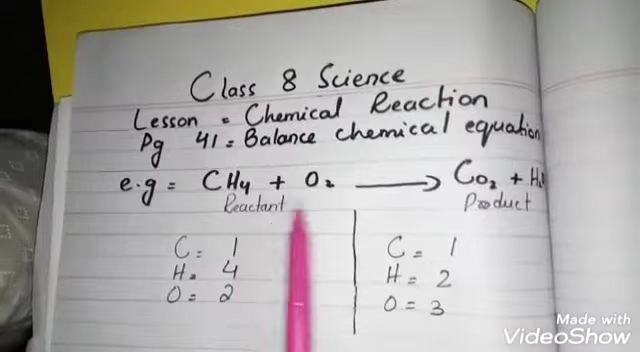 Class 8 Science
Lesson = Chemical Reaction
Pg 41 = Balance chemical equation
e.g = CH4 + O2 ⟶ CO2 + H2
Reactant Product
C = 1 C = 1
H = 4 H = 2
O = 2 O = 3
Made with
VideoShow